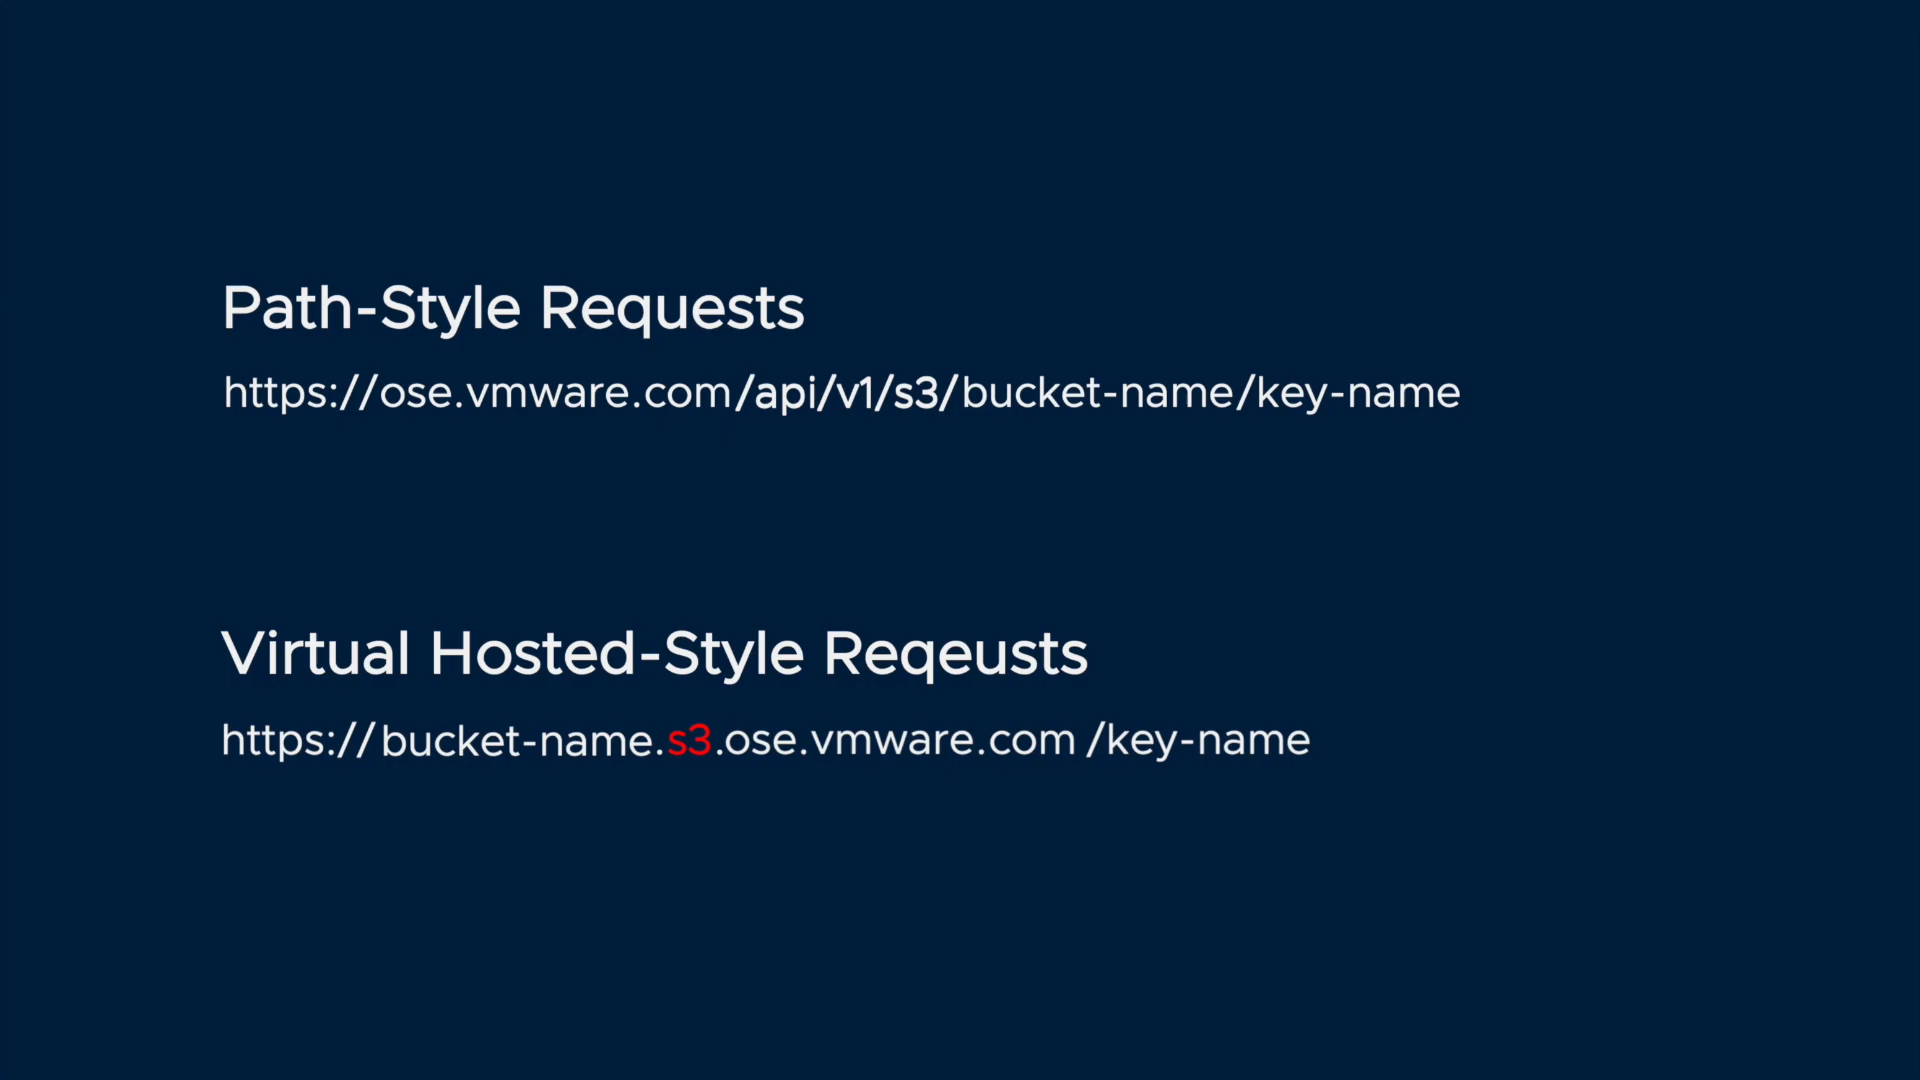 Path-Style Requests
https://ose.vmware.com/api/v1/s3/bucket-name/key-name
Virtual Hosted-Style Reqeusts
https://bucket-name.s3.ose.vmware.com /key-name